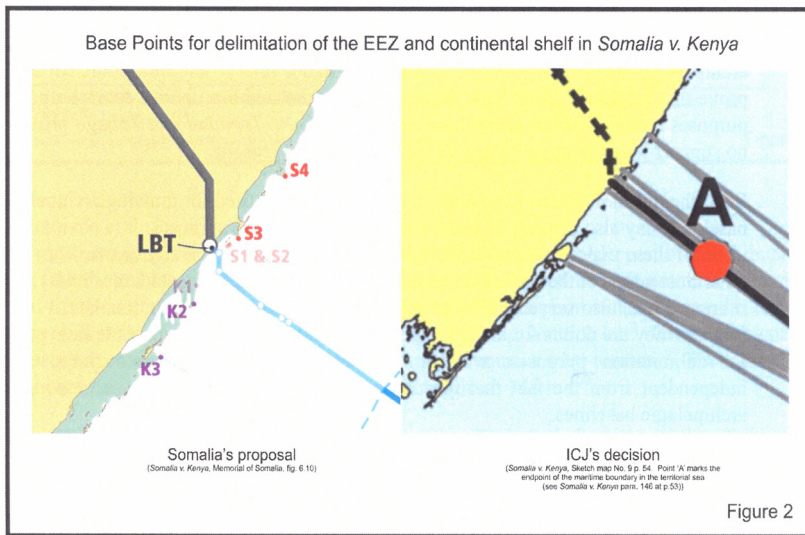 Base Points for delimitation of the EEZ and continental shelf in Somalia v. Kenya
S4
S3
LBT
S1 & S2
K1
K2
K3
A
Somalia's proposal
(Somalia v. Kenya, Memorial of Somalia, fig. 6.10)
ICJ's decision
(Somalia v. Kenya, Sketch map No. 9 p. 54. Point 'A' marks the
endpoint of the maritime boundary in the territorial sea
(see Somalia v. Kenya para. 146 at p.53))
Figure 2